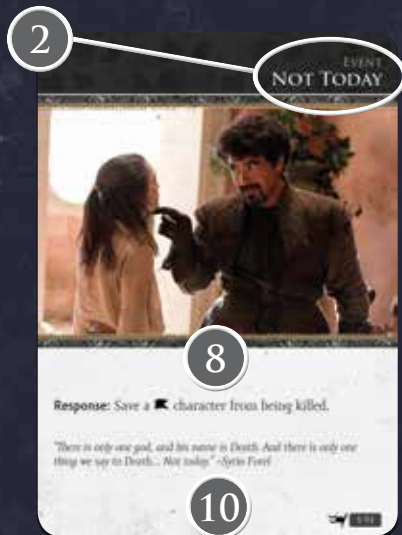 2
EVENT
NOT TODAY
8
Response: Save a character from being killed.
"There is only one god, and his name is Death. And there is only one
thing we say to Death... Not today." –Syrio Forel
10